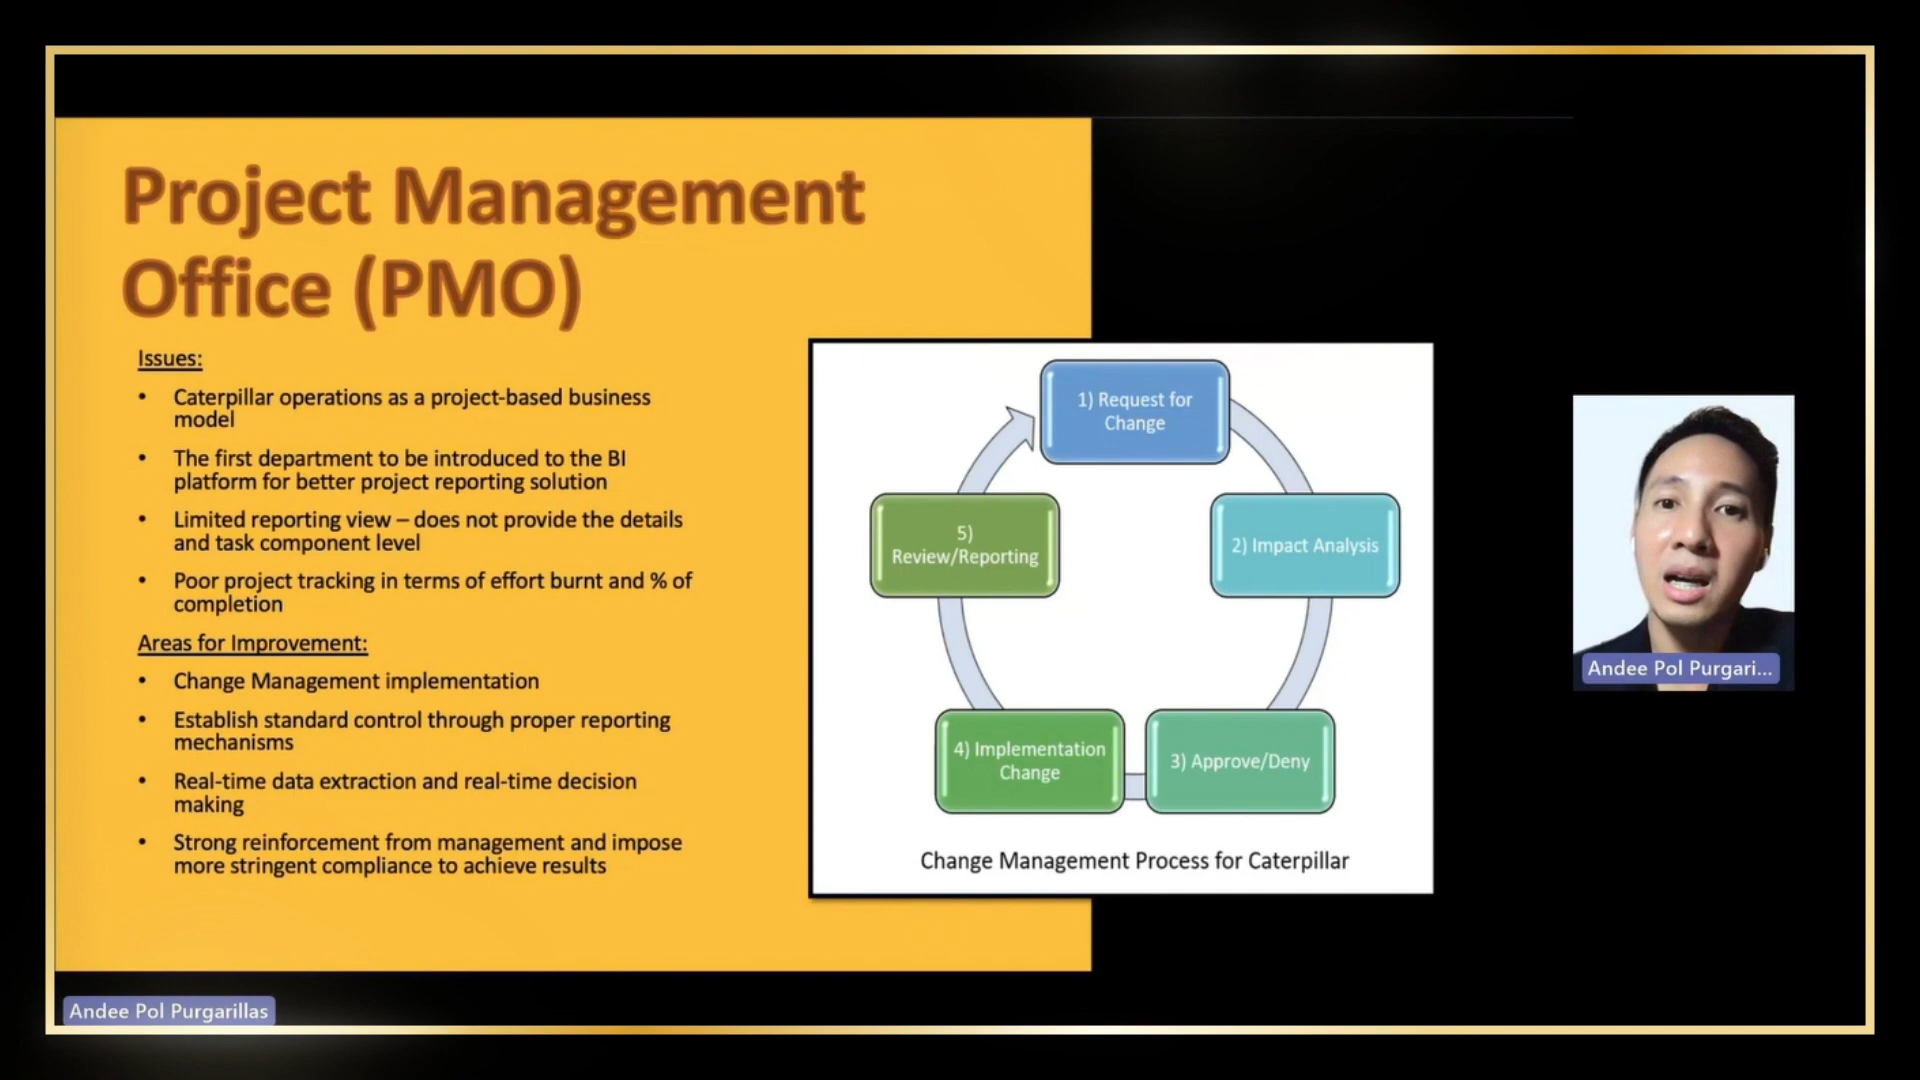 Project Management
Office (PMO)
Issues:
• Caterpillar operations as a project-based business
model
• The first department to be introduced to the BI
platform for better project reporting solution
• Limited reporting view – does not provide the details
and task component level
• Poor project tracking in terms of effort burnt and % of
completion
Areas for Improvement:
• Change Management implementation
• Establish standard control through proper reporting
mechanisms
• Real-time data extraction and real-time decision
making
• Strong reinforcement from management and impose
more stringent compliance to achieve results
1) Request for
Change
2) Impact Analysis
3) Approve/Deny
4) Implementation
Change
5)
Review/Reporting
Change Management Process for Caterpillar
Andee Pol Purgari...
Andee Pol Purgarillas